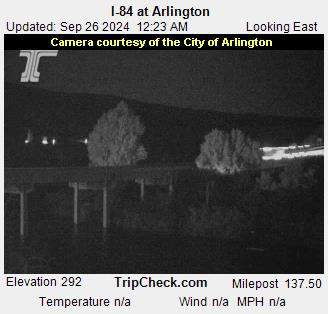 I-84 at Arlington
Updated: Sep 26 2024 12:23 AM Looking East
Camera courtesy of the City of Arlington
Elevation 292 TripCheck.com Milepost 137.50
Temperature n/a Wind n/a MPH n/a